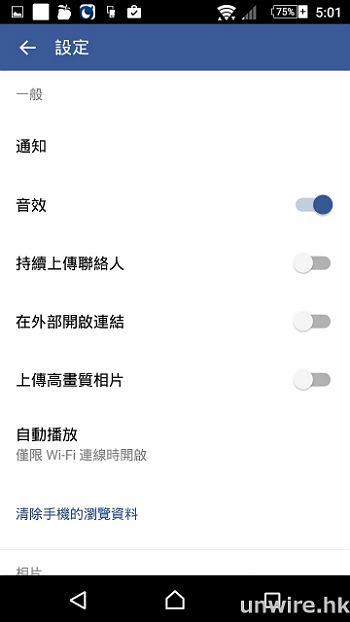 75% 5:01
設定
一般
通知
音效
持續上傳聯絡人
在外部開啟連結
上傳高畫質相片
自動播放
僅限 Wi-Fi 連線時開啟
清除手機的瀏覽資料
相片
unwire.hk